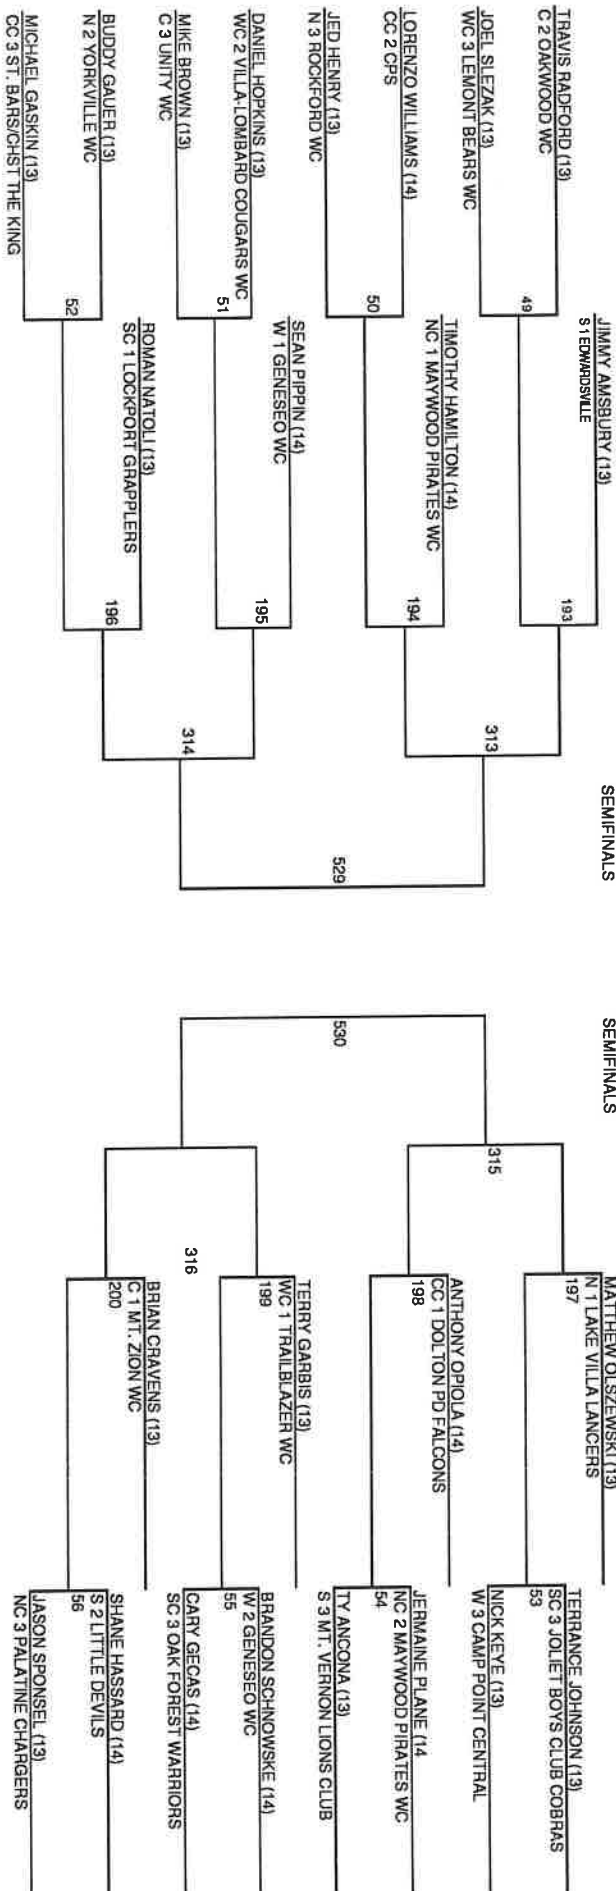 SEMIFINALS
SEMIFINALS
JIMMY AMSBURY (13)
S 1 EDWARDSVILLE
TRAVIS RADFORD (13)
C 2 OAKWOOD WC
49
JOEL SLEZAK (13)
WC 3 LEMONT BEARS WC
193
313
TIMOTHY HAMILTON (14)
NC 1 MAYWOOD PIRATES WC
LORENZO WILLIAMS (14)
CC 2 CPS
50
JED HENRY (13)
N 3 ROCKFORD WC
194
529
SEAN PIPPIN (14)
W 1 GENESEO WC
DANIEL HOPKINS (13)
WC 2 VILLA-LOMBARD COUGARS WC
51
MIKE BROWN (13)
C 3 UNITY WC
195
314
ROMAN NATOLI (13)
SC 1 LOCKPORT GRAPPLERS
BUDDY GAUER (13)
N 2 YORKVILLE WC
52
MICHAEL GASKIN (13)
CC 3 ST. BARS/CHST THE KING
196
MATTHEW OLSZEWSKI (13)
N 1 LAKE VILLA LANCERS
197
TERRANCE JOHNSON (13)
SC 3 JOLIET BOYS CLUB COBRAS
53
NICK KEYE (13)
W 3 CAMP POINT CENTRAL
315
ANTHONY OPIOLA (14)
CC 1 DOLTON PD FALCONS
198
JERMAINE PLANE (14
NC 2 MAYWOOD PIRATES WC
54
TY ANCONA (13)
S 3 MT. VERNON LIONS CLUB
530
TERRY GARBIS (13)
WC 1 TRAILBLAZER WC
199
BRANDON SCHNOWSKE (14)
W 2 GENESEO WC
55
CARY GECAS (14)
SC 3 OAK FOREST WARRIORS
316
BRIAN CRAVENS (13)
C 1 MT. ZION WC
200
SHANE HASSARD (14)
S 2 LITTLE DEVILS
56
JASON SPONSEL (13)
NC 3 PALATINE CHARGERS